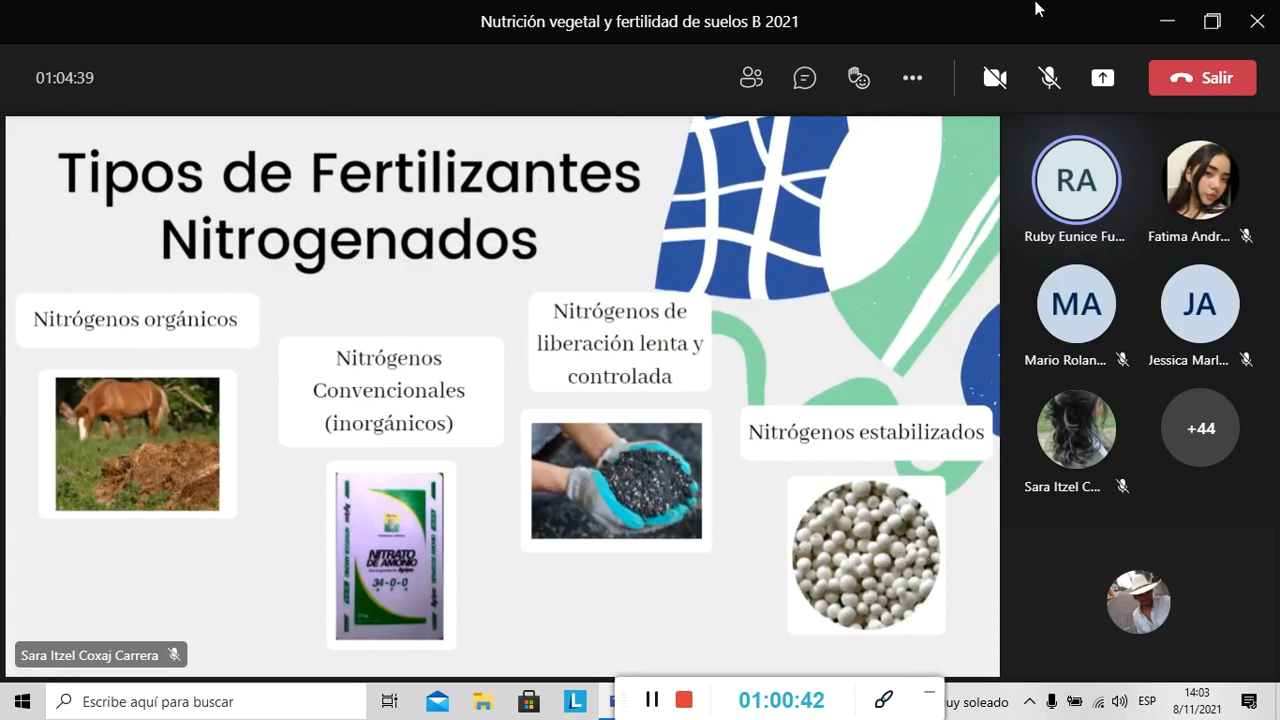 Nutrición vegetal y fertilidad de suelos B 2021
01:04:39
Salir
Tipos de Fertilizantes
Nitrogenados
Nitrógenos orgánicos
Nitrógenos
Convencionales
(inorgánicos)
NITRATO
DE AMONIO
34-0-0
N P K
Nitrógenos de
liberación lenta y
controlada
Nitrógenos estabilizados
Sara Itzel Coxaj Carrera
RA
Ruby Eunice Fu...
Fatima Andr...
MA
Mario Rolan...
JA
Jessica Marl...
Sara Itzel C...
+44
Escribe aquí para buscar
L
01:00:42
uy soleado
ESP
14:03
8/11/2021